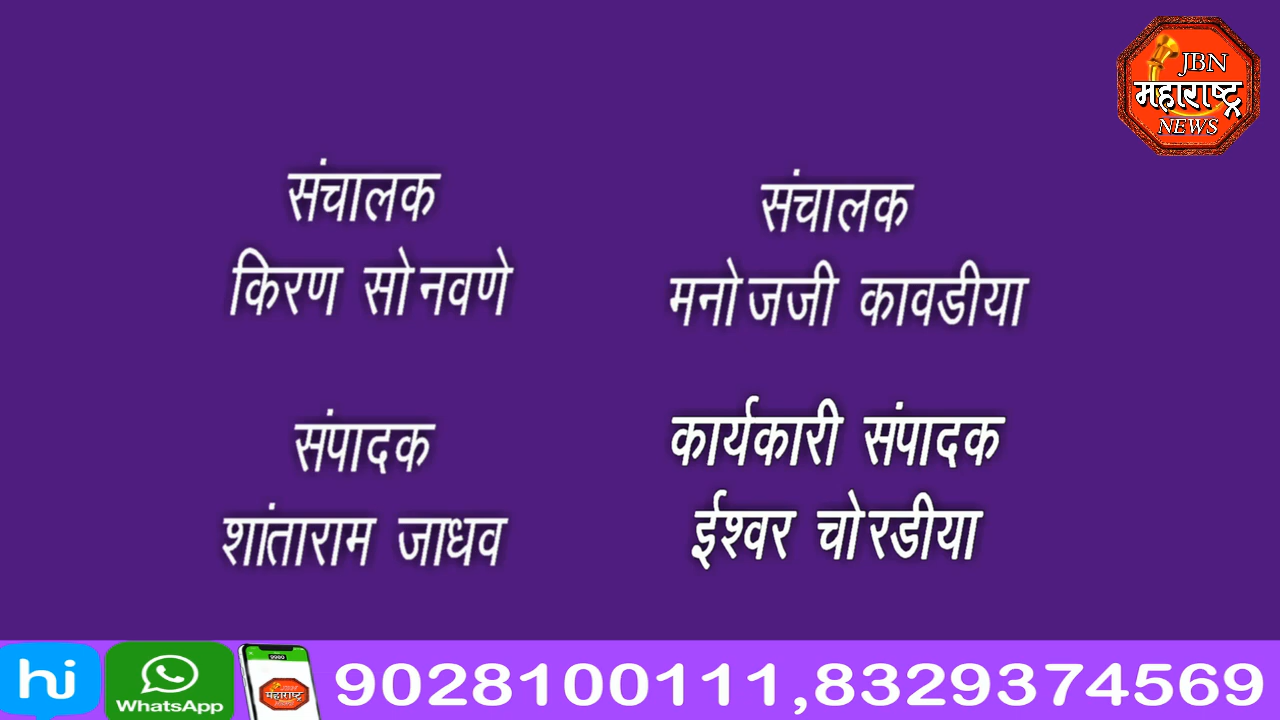 JBN
महाराष्ट्र
NEWS
संचालक
किरण सोनवणे
संचालक
मनोजजी कावडीया
संपादक
शांताराम जाधव
कार्यकारी संपादक
ईश्वर चोरडीया
hi
WhatsApp
महाराष्ट्र
9028100111,8329374569